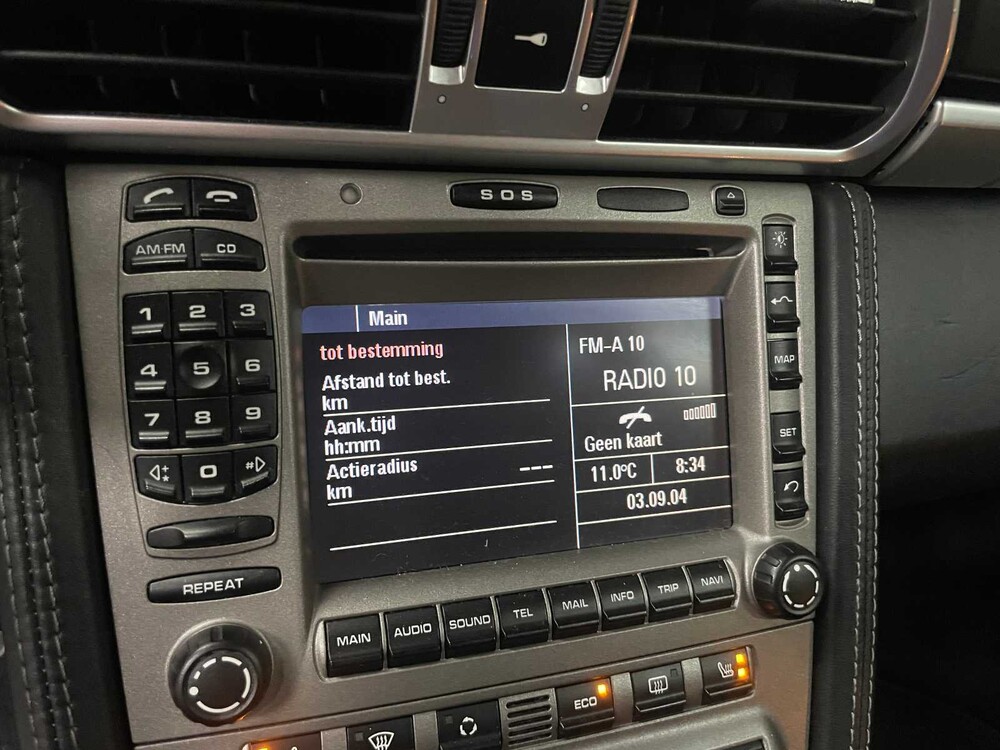 SOS
AM·FM CD
1 2 3
4 5 6
7 8 9
* 0 #
REPEAT
Main
tot bestemming
Afstand tot best.
km
Aank.tijd
hh:mm
Actieradius ---
km
FM-A 10
RADIO 10
Geen kaart
11.0ºC 8:34
03.09.04
MAP
SET
MAIN AUDIO SOUND TEL MAIL INFO TRIP NAVI
ECO